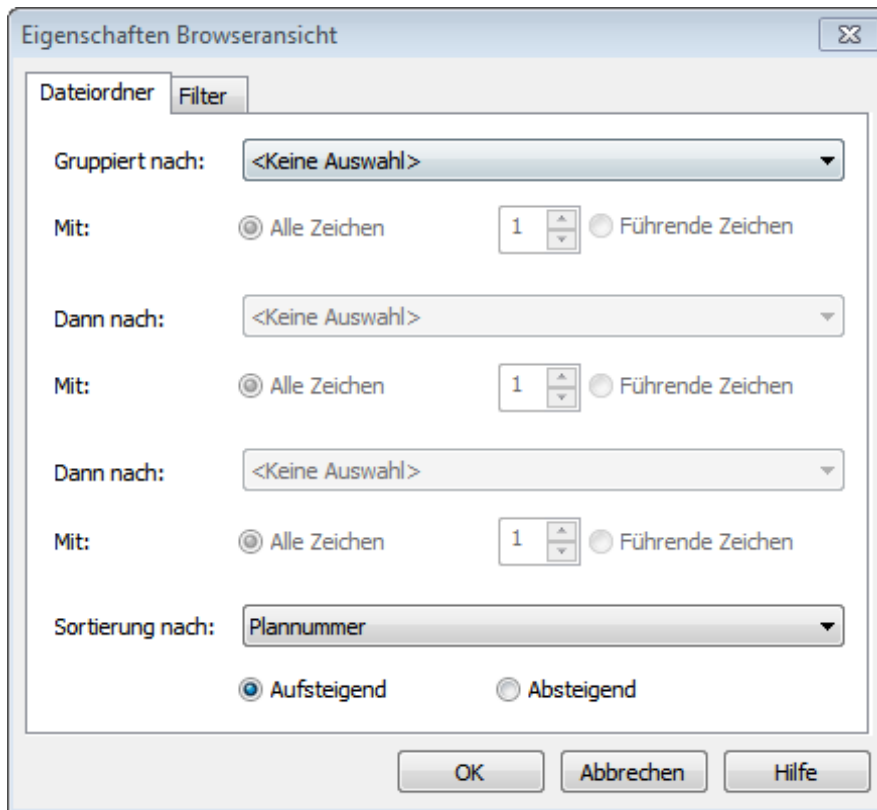 Eigenschaften Browseransicht
Dateiordner Filter
Gruppiert nach: <Keine Auswahl>
Mit: Alle Zeichen 1 Führende Zeichen
Dann nach: <Keine Auswahl>
Mit: Alle Zeichen 1 Führende Zeichen
Dann nach: <Keine Auswahl>
Mit: Alle Zeichen 1 Führende Zeichen
Sortierung nach: Plannummer
Aufsteigend Absteigend
OK Abbrechen Hilfe